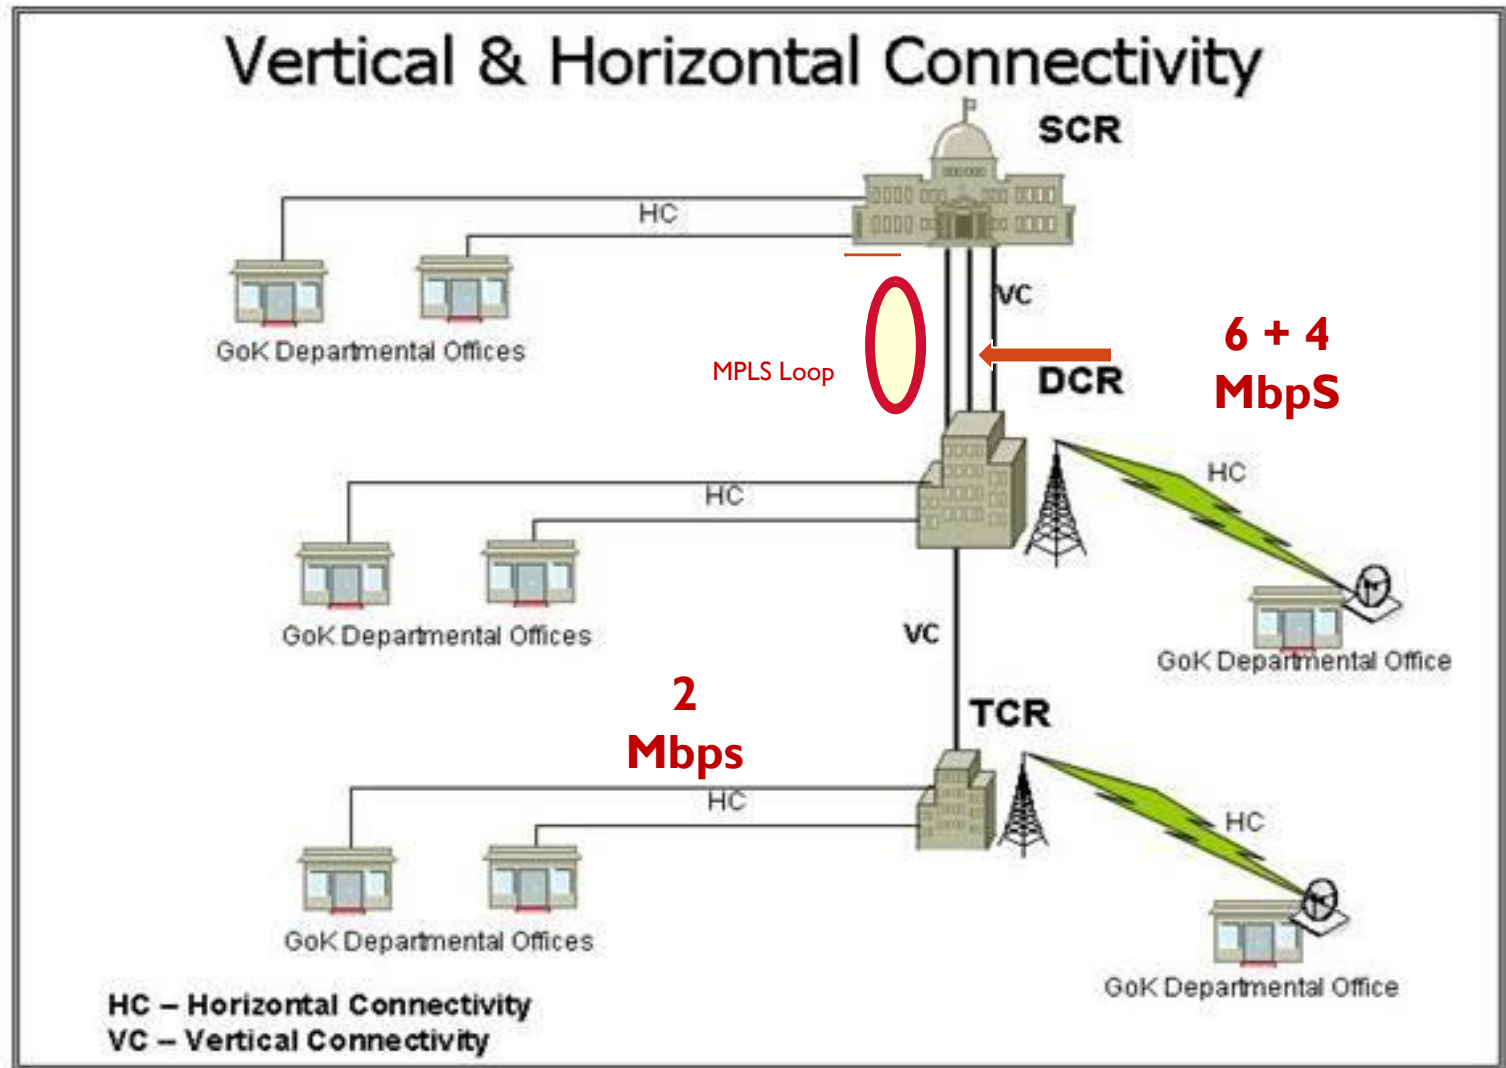 Vertical & Horizontal Connectivity
SCR
HC
VC
GoK Departmental Offices
MPLS Loop
6 + 4
MbpS
DCR
HC
HC
GoK Departmental Offices
VC
GoK Departmental Office
2
Mbps
TCR
HC
HC
GoK Departmental Offices
GoK Departmental Office
HC – Horizontal Connectivity
VC – Vertical Connectivity